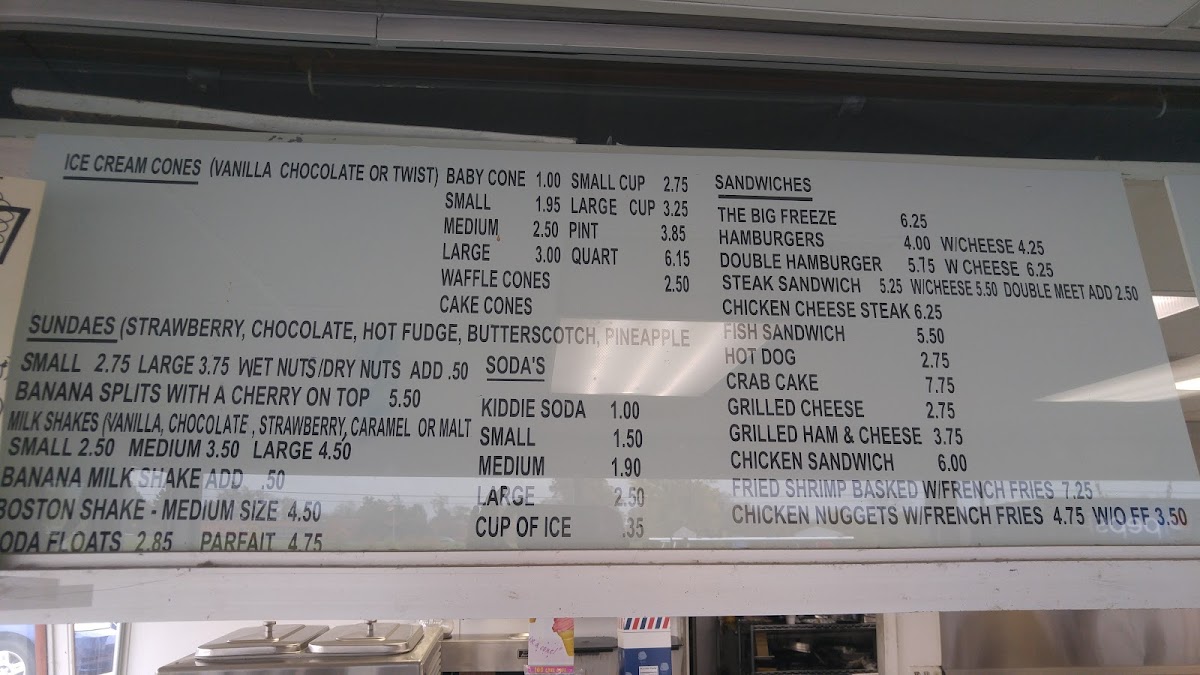 ICE CREAM CONES (VANILLA CHOCOLATE OR TWIST)
BABY CONE 1.00 SMALL CUP 2.75
SMALL 1.95 LARGE CUP 3.25
MEDIUM 2.50 PINT 3.85
LARGE 3.00 QUART 6.15
WAFFLE CONES 2.50
CAKE CONES
SUNDAES (STRAWBERRY, CHOCOLATE, HOT FUDGE, BUTTERSCOTCH, PINEAPPLE
SMALL 2.75 LARGE 3.75 WET NUTS/DRY NUTS ADD .50
BANANA SPLITS WITH A CHERRY ON TOP 5.50
MILK SHAKES (VANILLA, CHOCOLATE , STRAWBERRY, CARAMEL OR MALT
SMALL 2.50 MEDIUM 3.50 LARGE 4.50
BANANA MILK SHAKE ADD .50
BOSTON SHAKE - MEDIUM SIZE 4.50
ODA FLOATS 2.85 PARFAIT 4.75
SODA'S
KIDDIE SODA 1.00
SMALL 1.50
MEDIUM 1.90
LARGE 2.50
CUP OF ICE .35
SANDWICHES
THE BIG FREEZE 6.25
HAMBURGERS 4.00 W/CHEESE 4.25
DOUBLE HAMBURGER 5.75 W CHEESE 6.25
STEAK SANDWICH 5.25 W/CHEESE 5.50 DOUBLE MEET ADD 2.50
CHICKEN CHEESE STEAK 6.25
FISH SANDWICH 5.50
HOT DOG 2.75
CRAB CAKE 7.75
GRILLED CHEESE 2.75
GRILLED HAM & CHEESE 3.75
CHICKEN SANDWICH 6.00
FRIED SHRIMP BASKED W/FRENCH FRIES 7.25
CHICKEN NUGGETS W/FRENCH FRIES 4.75 W/O FF 3.50